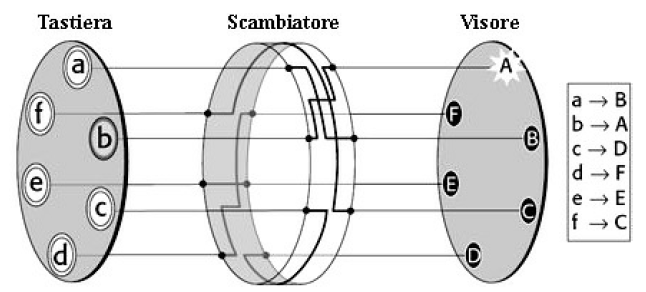 Tastiera Scambiatore Visore
a A
f F
b B
e E
c C
d D
a → B
b → A
c → D
d → F
e → E
f → C